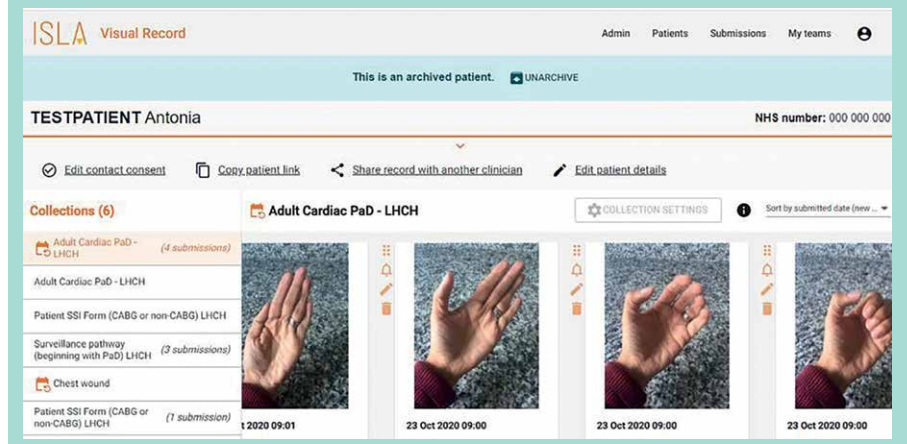 ISLA Visual Record
Admin Patients Submissions My teams
This is an archived patient. UNARCHIVE
TESTPATIENT Antonia
NHS number: 000 000 000
Edit contact consent Copy patient link Share record with another clinician Edit patient details
Collections (6)
Adult Cardiac PaD - LHCH
COLLECTION SETTINGS
Sort by submitted date (new ...
Adult Cardiac PaD -
LHCH
(4 submissions)
Adult Cardiac PaD - LHCH
Patient SSI Form (CABG or non-CABG) LHCH
Surveillance pathway
(beginning with PaD) LHCH
(3 submissions)
Chest wound
Patient SSI Form (CABG or
non-CABG) LHCH
(1 submission)
t 2020 09:01
23 Oct 2020 09:00
23 Oct 2020 09:00
23 Oct 2020 09:00